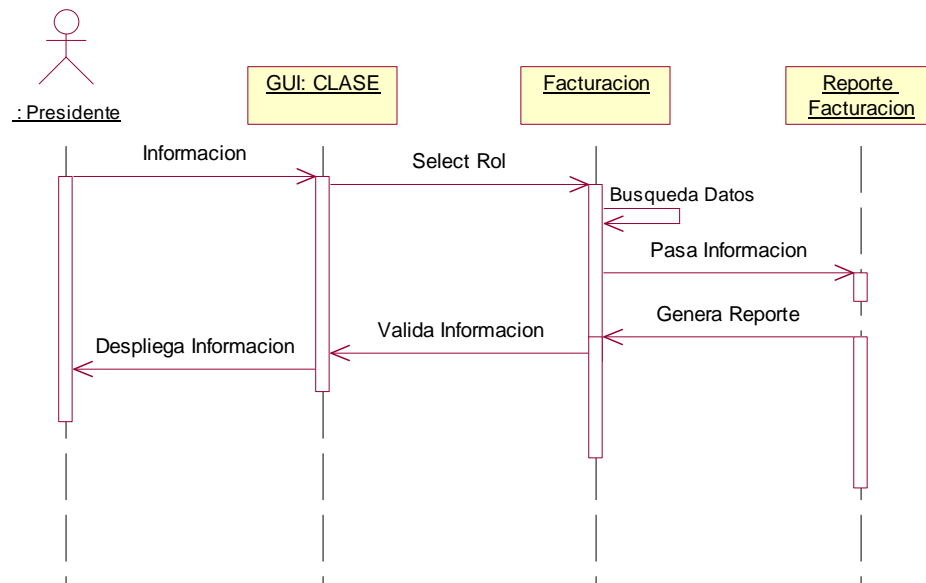 : Presidente
GUI: CLASE
Facturacion
Reporte
Facturacion
Informacion
Select Rol
Busqueda Datos
Pasa Informacion
Genera Reporte
Valida Informacion
Despliega Informacion